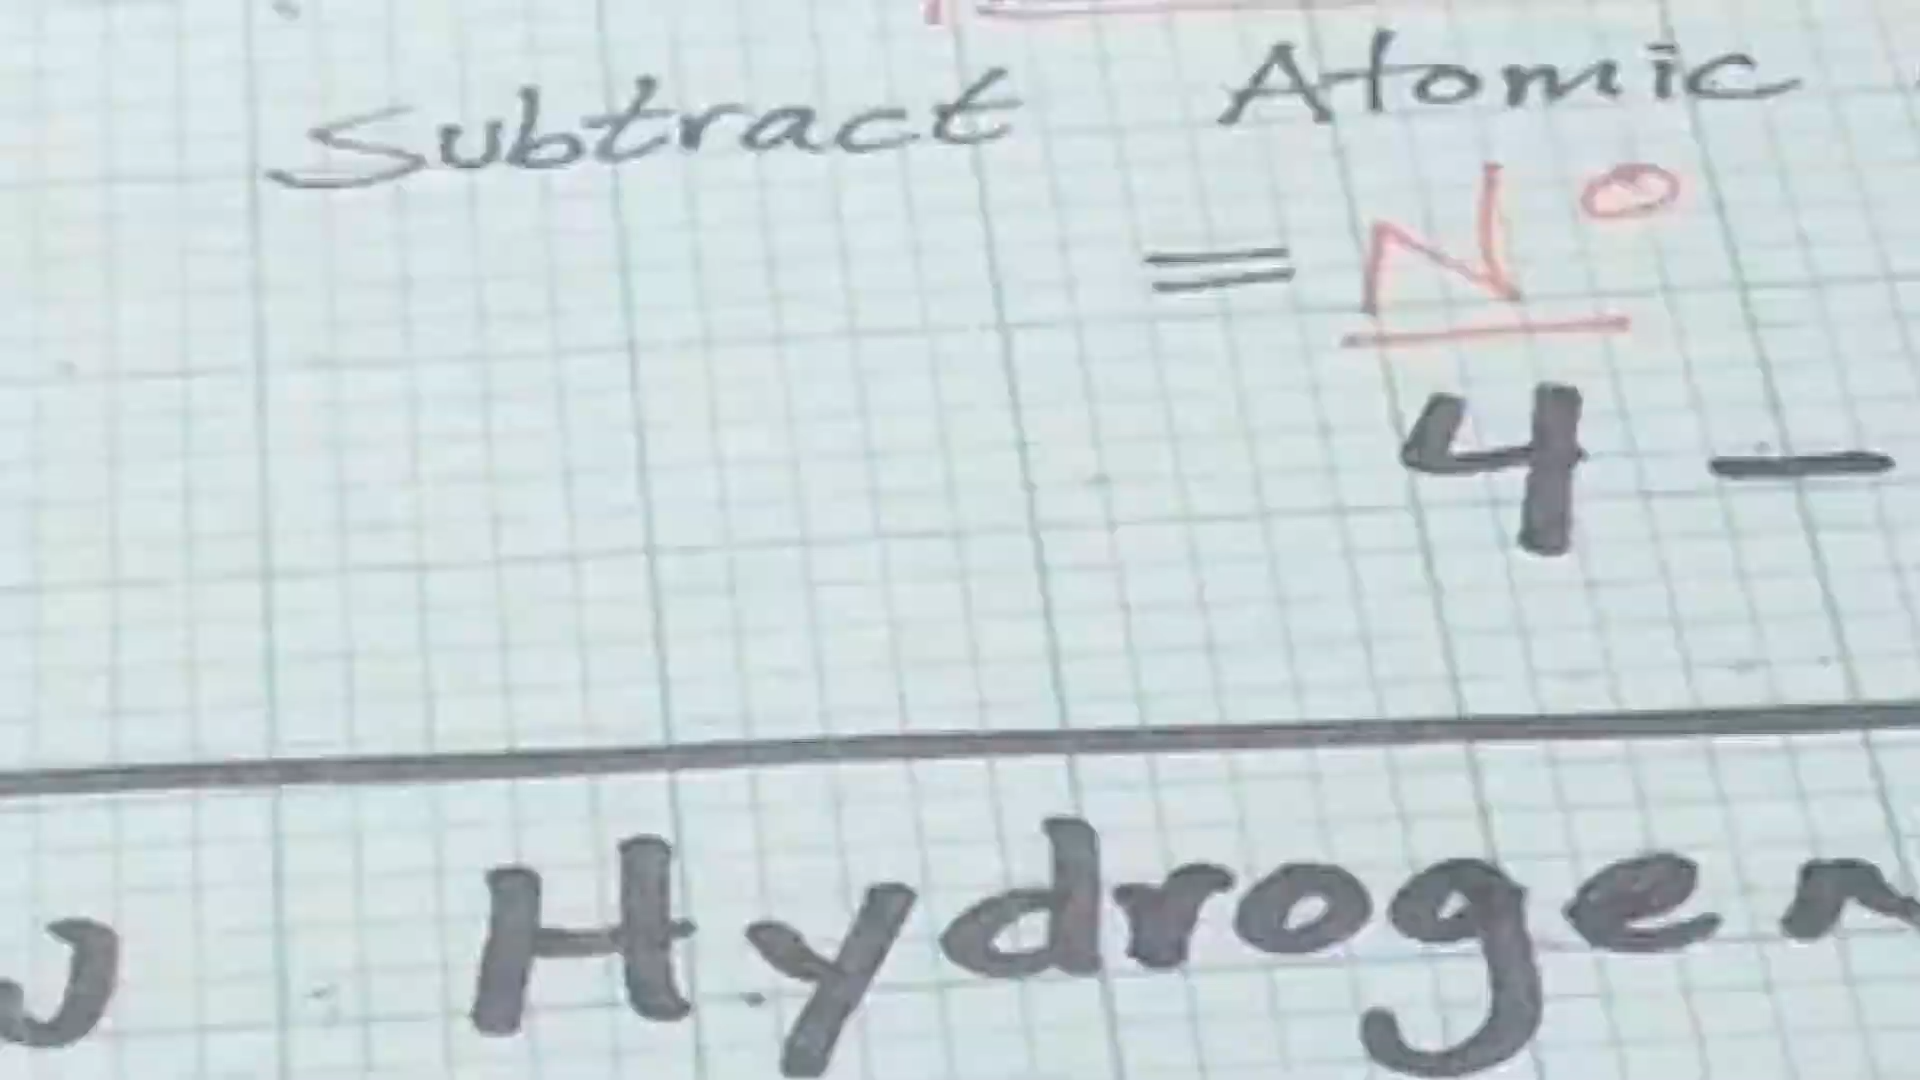 Subtract Atomic
= N°
4 -
Hydrogen